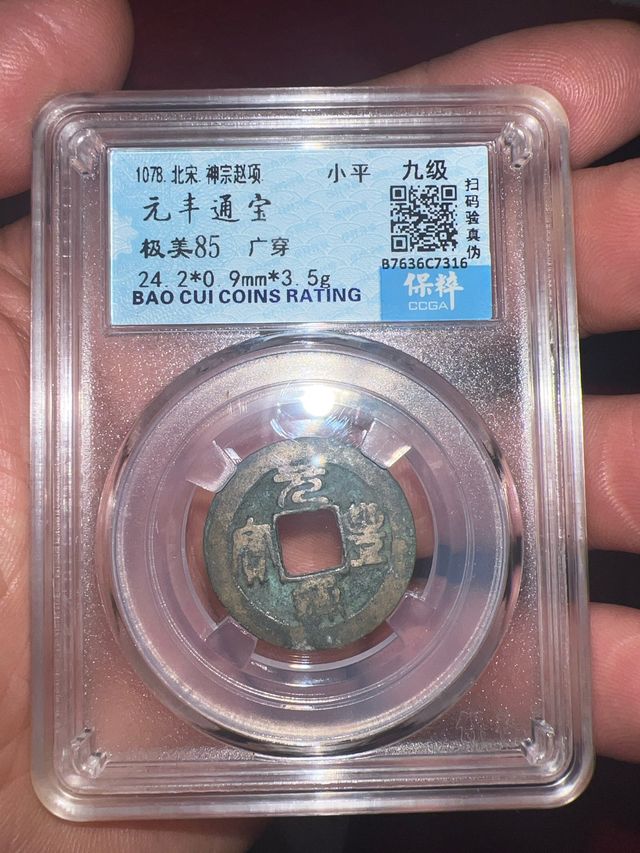 1078.北宋 神宗赵顼 小平 九级
元丰通宝
极美85 广穿
24.2*0.9mm*3.5g
BAO CUI COINS RATING
扫码验真伪
B7636C7316
保粹
CCGA
元豐通寳